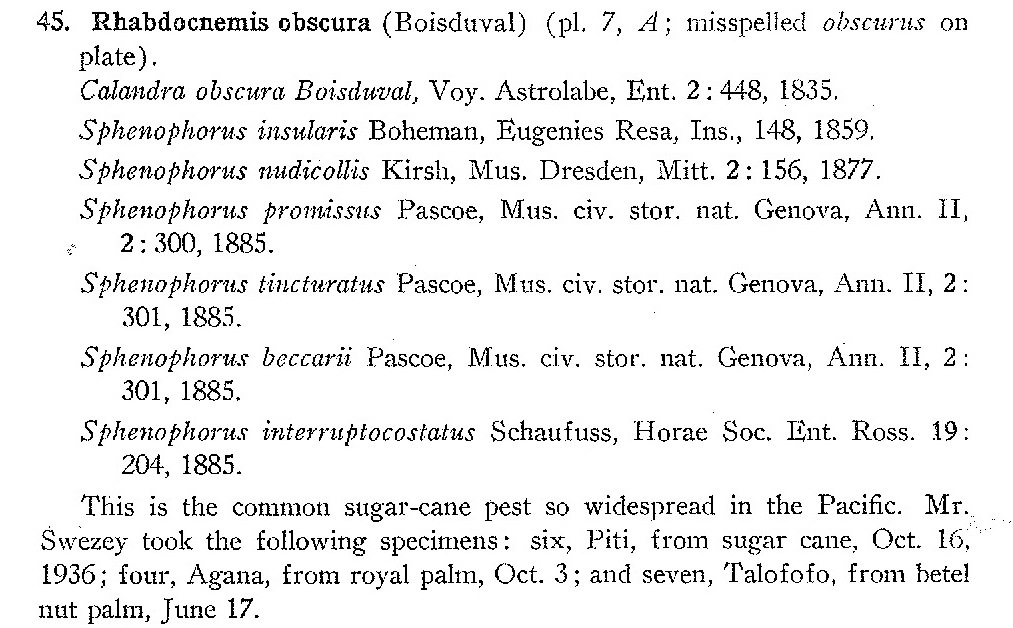 45. Rhabdocnemis obscura (Boisduval) (pl. 7, A; misspelled obscurus on
plate).
Calandra obscura Boisduval, Voy. Astrolabe, Ent. 2: 448, 1835.
Sphenophorus insularis Boheman, Eugenies Resa, Ins., 148, 1859.
Sphenophorus nudicollis Kirsh, Mus. Dresden, Mitt. 2: 156, 1877.
Sphenophorus promissus Pascoe, Mus. civ. stor. nat. Genova, Ann. II,
2: 300, 1885.
Sphenophorus tincturatus Pascoe, Mus. civ. stor. nat. Genova, Ann. II, 2:
301, 1885.
Sphenophorus beccarii Pascoe, Mus. civ. stor. nat. Genova, Ann. II, 2:
301, 1885.
Sphenophorus interruptocostatus Schaufuss, Horae Soc. Ent. Ross. 19:
204, 1885.
This is the common sugar-cane pest so widespread in the Pacific. Mr.
Swezey took the following specimens: six, Piti, from sugar cane, Oct. 16,
1936; four, Agana, from royal palm, Oct. 3; and seven, Talofofo, from betel
nut palm, June 17.